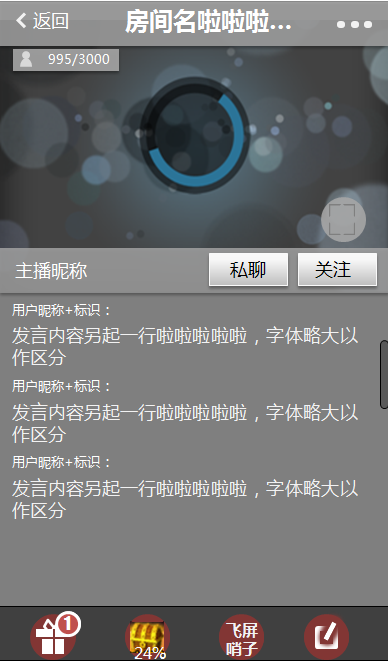 返回
房间名啦啦啦...
995/3000
主播昵称
私聊
关注
用户昵称+标识：
发言内容另起一行啦啦啦啦啦，字体略大以
作区分
用户昵称+标识：
发言内容另起一行啦啦啦啦啦，字体略大以
作区分
用户昵称+标识：
发言内容另起一行啦啦啦啦啦，字体略大以
作区分
1
24%
飞屏
哨子